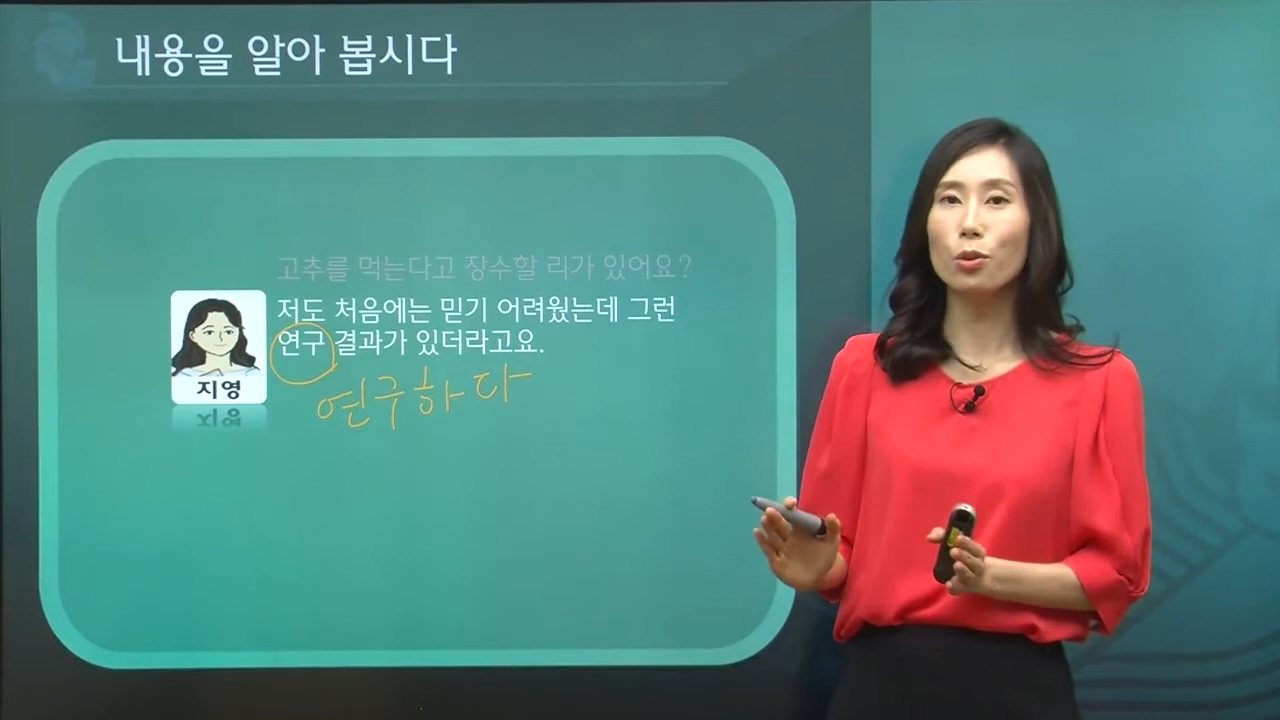 내용을 알아 봅시다
고추를 먹는다고 장수할 리가 있어요?
저도 처음에는 믿기 어려웠는데 그런
연구 결과가 있더라고요.
지영
연구하다